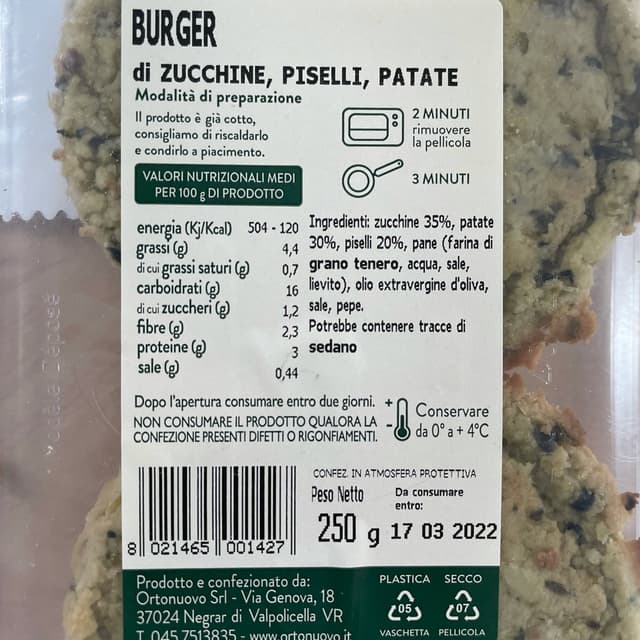 BURGER
di ZUCCHINE, PISELLI, PATATE
Modalità di preparazione
Il prodotto è già cotto,
consigliamo di riscaldarlo
e condirlo a piacimento.
2 MINUTI
rimuovere
la pellicola
3 MINUTI
VALORI NUTRIZIONALI MEDI
PER 100 g DI PRODOTTO
energia (Kj/Kcal) 504 - 120
grassi (g) 4,4
di cui grassi saturi (g) 0,7
carboidrati (g) 16
di cui zuccheri (g) 1,2
fibre (g) 2,3
proteine (g) 3
sale (g) 0,44
Ingredienti: zucchine 35%, patate
30%, piselli 20%, pane (farina di
grano tenero, acqua, sale,
lievito), olio extravergine d'oliva,
sale, pepe.
Potrebbe contenere tracce di
sedano
Dopo l'apertura consumare entro due giorni.
NON CONSUMARE IL PRODOTTO QUALORA LA
CONFEZIONE PRESENTI DIFETTI O RIGONFIAMENTI.
+
-
Conservare
da 0° a + 4°C
8 021465 001427
CONFEZ. IN ATMOSFERA PROTETTIVA
Peso Netto
250 g
Da consumare
entro:
17 03 2022
Prodotto e confezionato da:
Ortonuovo Srl - Via Genova, 18
37024 Negrar di Valpolicella VR
T. 045 7513835 - www.ortonuovo.it
PLASTICA SECCO
05 07
VASCHETTA PELLICOLA